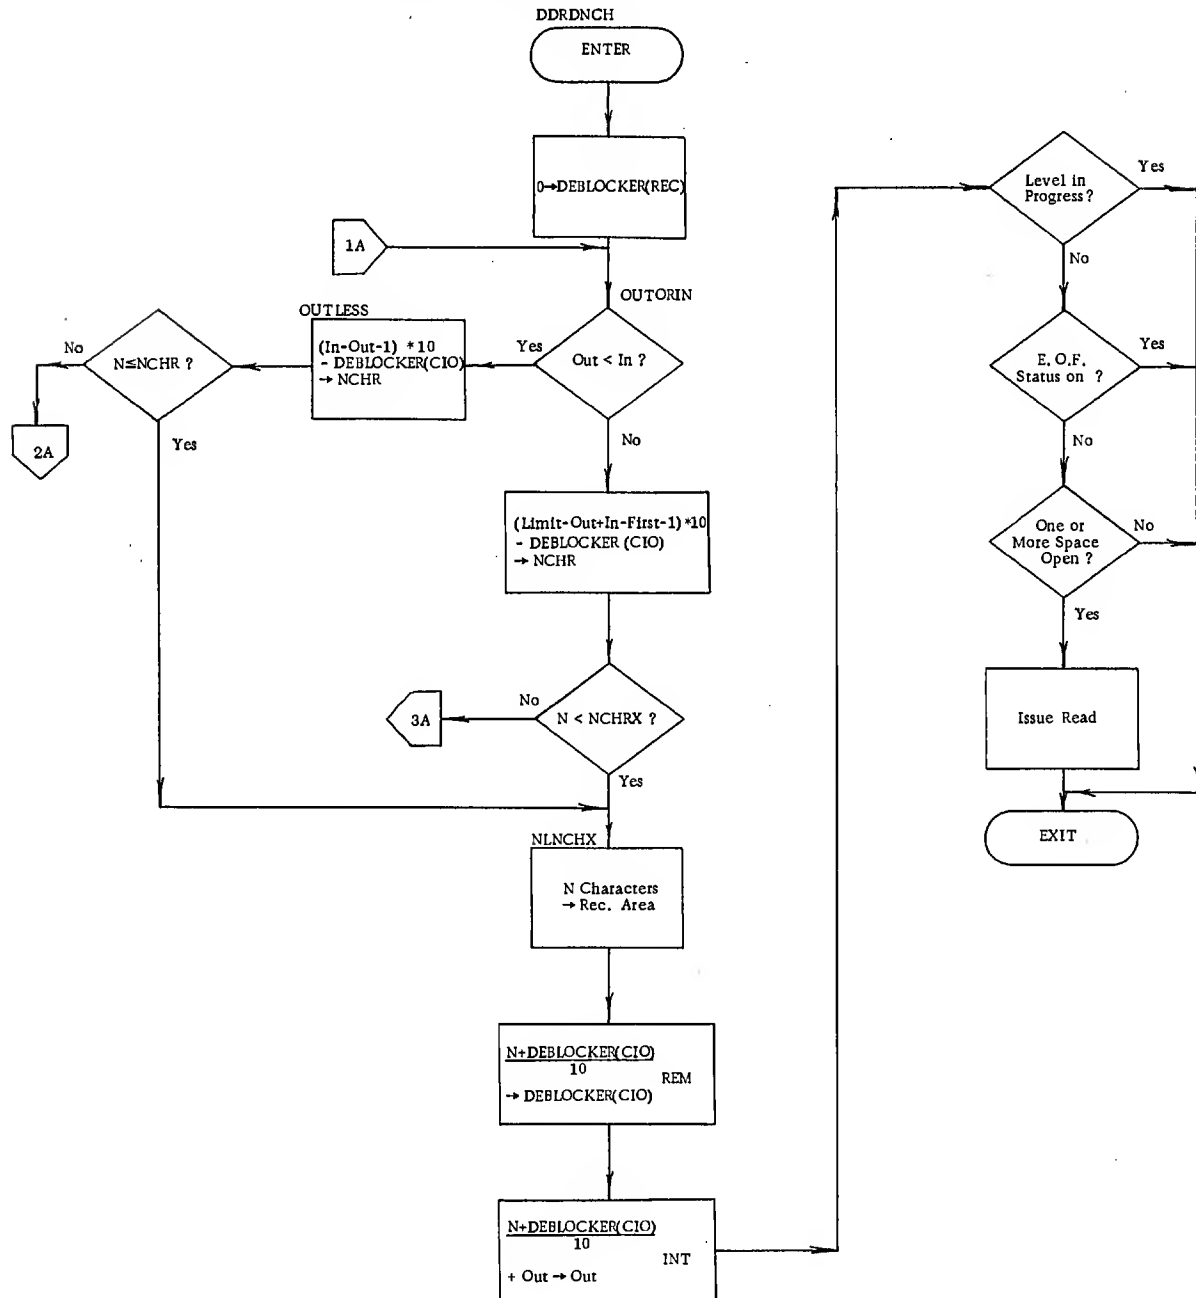 DDRDNCH
ENTER
0→DEBLOCKER(REC)
1A
OUTORIN
Out < In ?
Yes
No
OUTLESS
(In-Out-1) *10
- DEBLOCKER(CIO)
→ NCHR
N≤NCHR ?
No
Yes
2A
(Limit-Out+In-First-1) *10
- DEBLOCKER (CIO)
→ NCHR
N < NCHRX ?
No
Yes
3A
NLNCHX
N Characters
→ Rec. Area
N+DEBLOCKER(CIO)
10
REM
→ DEBLOCKER(CIO)
N+DEBLOCKER(CIO)
10
INT
+ Out → Out
Level in
Progress ?
Yes
No
E. O.F.
Status on ?
Yes
No
One or
More Space
Open ?
No
Yes
Issue Read
EXIT